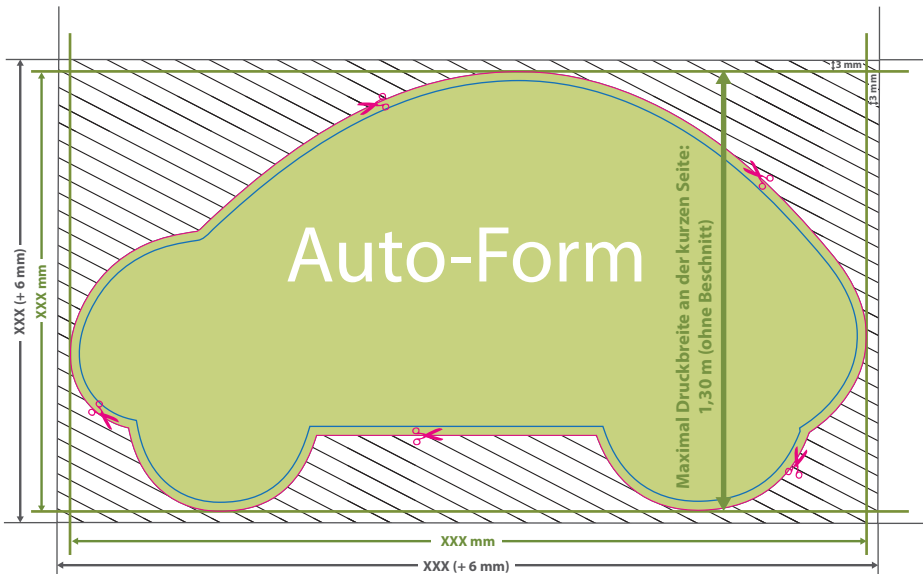 3 mm
3 mm
Auto-Form
Maximal Druckbreite an der kurzen Seite:
1,30 m (ohne Beschnitt)
XXX (+ 6 mm)
XXX mm
XXX mm
XXX (+ 6 mm)